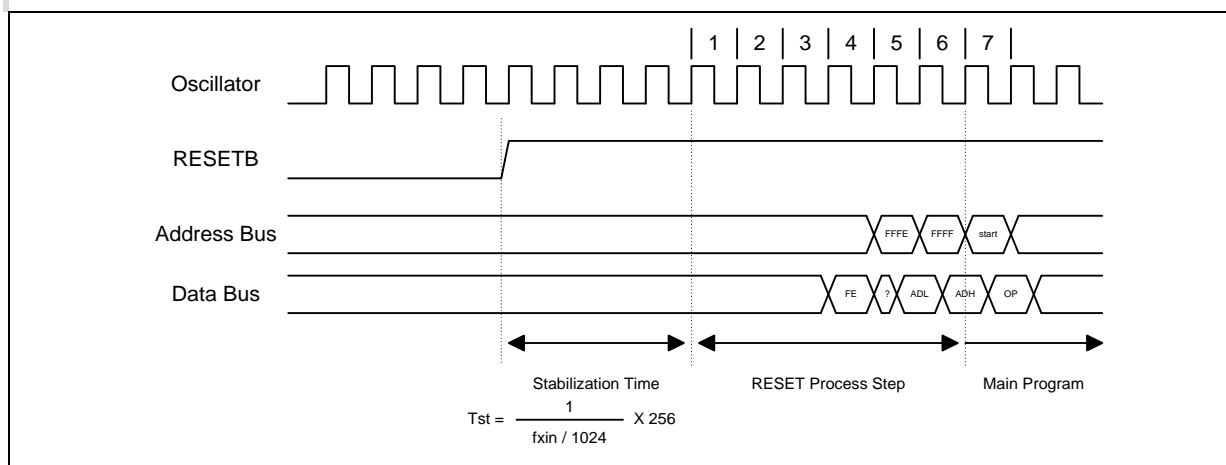 1 2 3 4 5 6 7
Oscillator
RESETB
Address Bus FFFE FFFF start
Data Bus FE ? ADL ADH OP
Stabilization Time RESET Process Step Main Program
Tst = 1 X 256
fxin / 1024